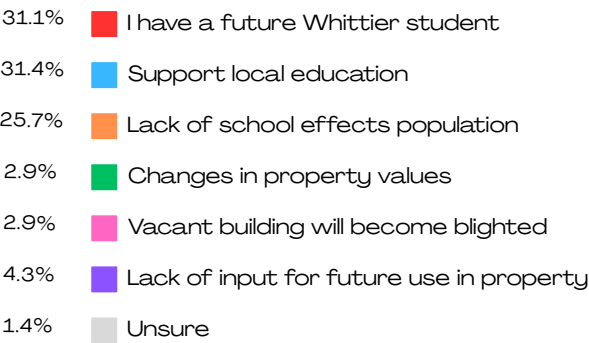 31.1% I have a future Whittier student
31.4% Support local education
25.7% Lack of school effects population
2.9% Changes in property values
2.9% Vacant building will become blighted
4.3% Lack of input for future use in property
1.4% Unsure